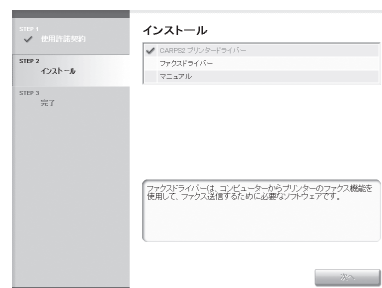 STEP 1
使用許諾契約
STEP 2
インストール
STEP 3
完了
インストール
CARPS2 プリンタードライバー
ファクスドライバー
マニュアル
ファクスドライバーは、コンピューターからプリンターのファクス機能を
使用して、ファクス送信するために必要なソフトウェアです。
次へ